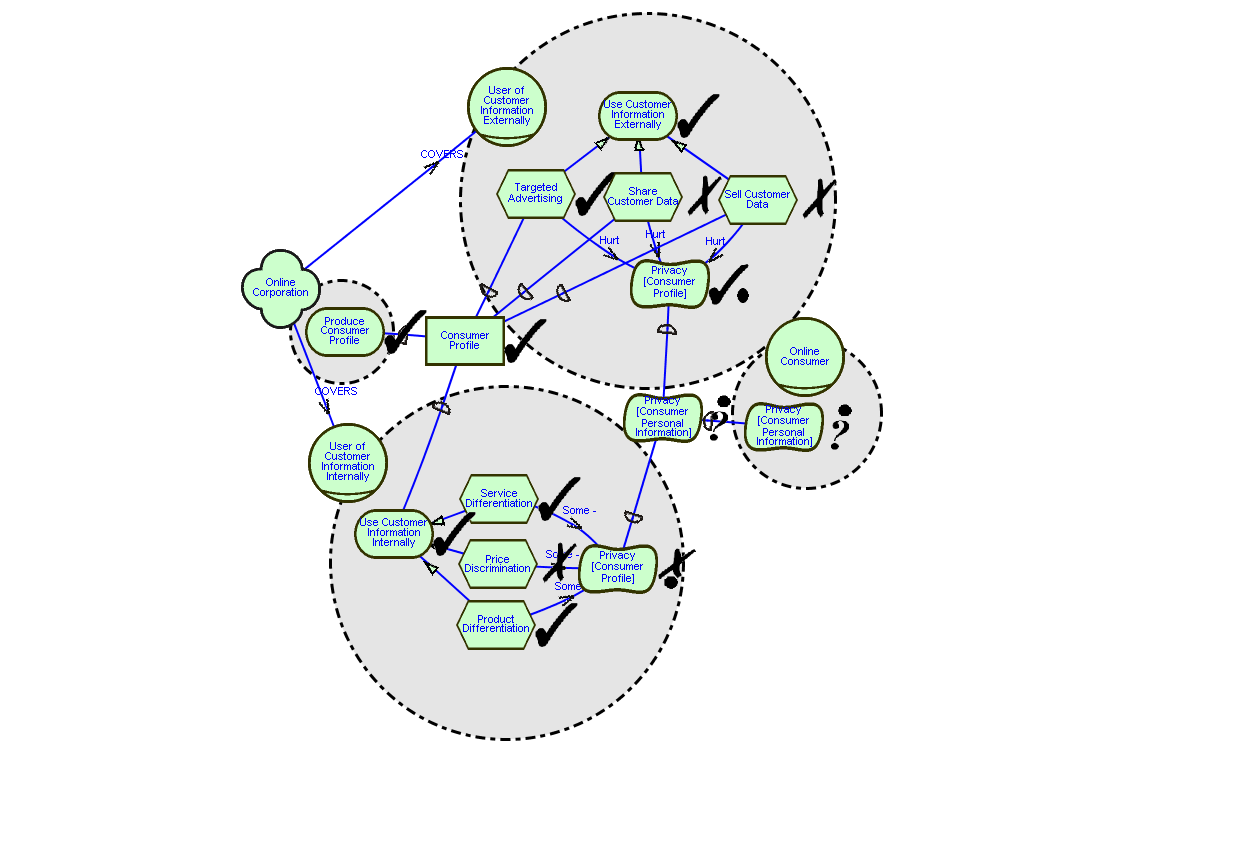 User of
Customer
Information
Externally
Use Customer
Information
Externally
COVERS
Targeted
Advertising
Share
Customer Data
Sell Customer
Data
Hurt
Hurt
Hurt
Privacy
[Consumer
Profile]
Online
Corporation
Produce
Consumer
Profile
Consumer
Profile
Online
Consumer
COVERS
Privacy
[Consumer
Personal
Information]
?
Privacy
[Consumer
Personal
Information]
?
User of
Customer
Information
Internally
Service
Differentiation
Some -
Use Customer
Information
Internally
Price
Discrimination
Privacy
[Consumer
Profile]
Some
Product
Differentiation